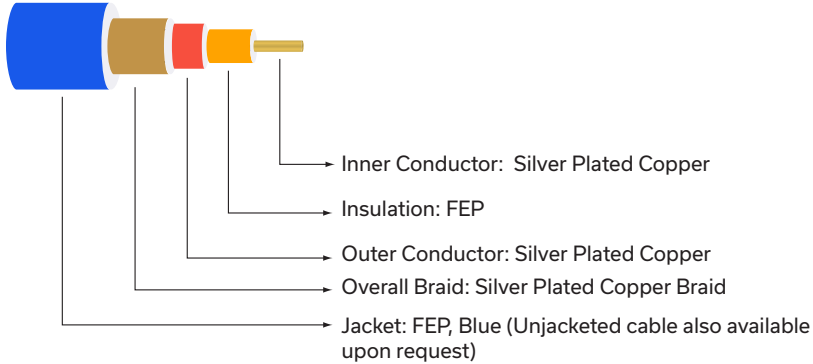 Inner Conductor: Silver Plated Copper
Insulation: FEP
Outer Conductor: Silver Plated Copper
Overall Braid: Silver Plated Copper Braid
Jacket: FEP, Blue (Unjacketed cable also available
upon request)